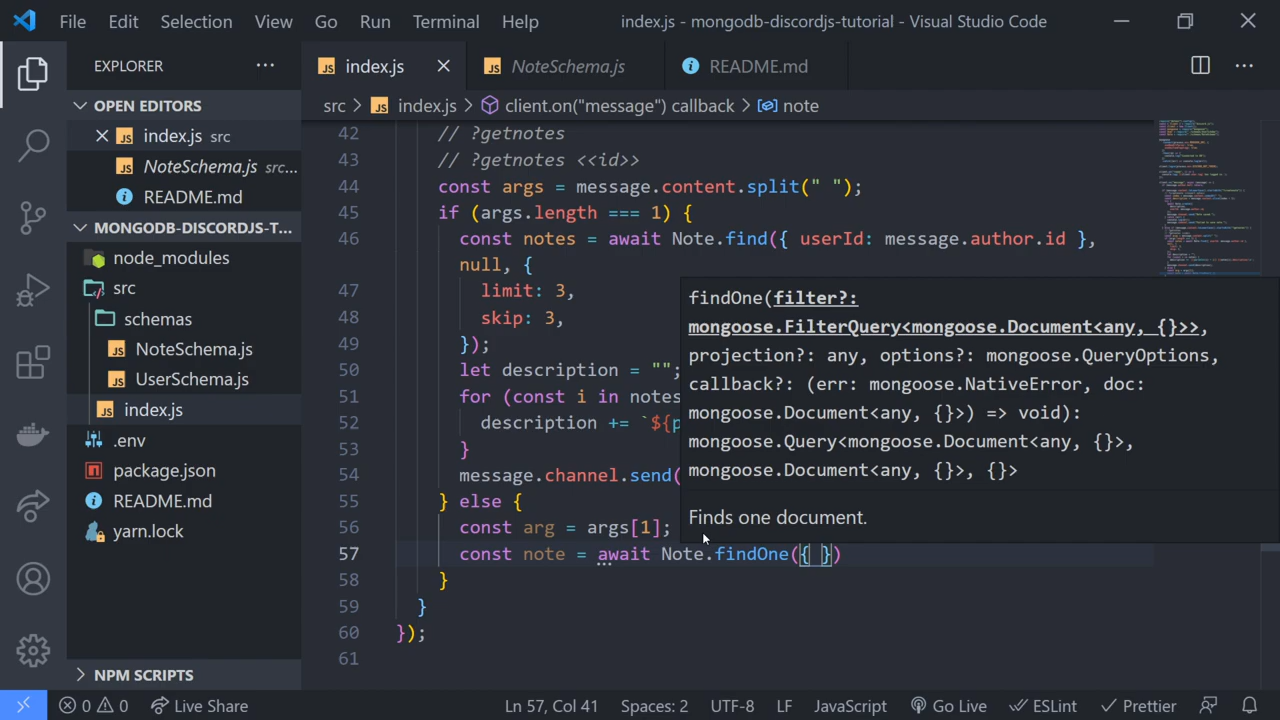 File Edit Selection View Go Run Terminal Help index.js - mongodb-discordjs-tutorial - Visual Studio Code
EXPLORER ···
JS index.js
JS NoteSchema.js
README.md
···
OPEN EDITORS
JS index.js src
JS NoteSchema.js src...
README.md
MONGODB-DISCORDJS-T...
node_modules
src
schemas
JS NoteSchema.js
JS UserSchema.js
JS index.js
.env
package.json
README.md
yarn.lock
NPM SCRIPTS
src > JS index.js > client.on("message") callback > note
42 // ?getnotes
43 // ?getnotes <<id>>
44 const args = message.content.split(" ");
45 if (args.length === 1) {
46 const notes = await Note.find({ userId: message.author.id },
null, {
47 limit: 3,
48 skip: 3,
49 });
50 let description = "";
51 for (const i in notes
52 description += `${p
53 }
54 message.channel.send(
55 } else {
56 const arg = args[1];
57 const note = await Note.findOne({ })
58 }
59 }
60 });
61
findOne(filter?:
mongoose.FilterQuery<mongoose.Document<any, {}>>,
projection?: any, options?: mongoose.QueryOptions,
callback?: (err: mongoose.NativeError, doc:
mongoose.Document<any, {}>) => void):
mongoose.Query<mongoose.Document<any, {}>,
mongoose.Document<any, {}>, {}>
Finds one document.
0 0 Live Share Ln 57, Col 41 Spaces: 2 UTF-8 LF JavaScript Go Live ESLint Prettier